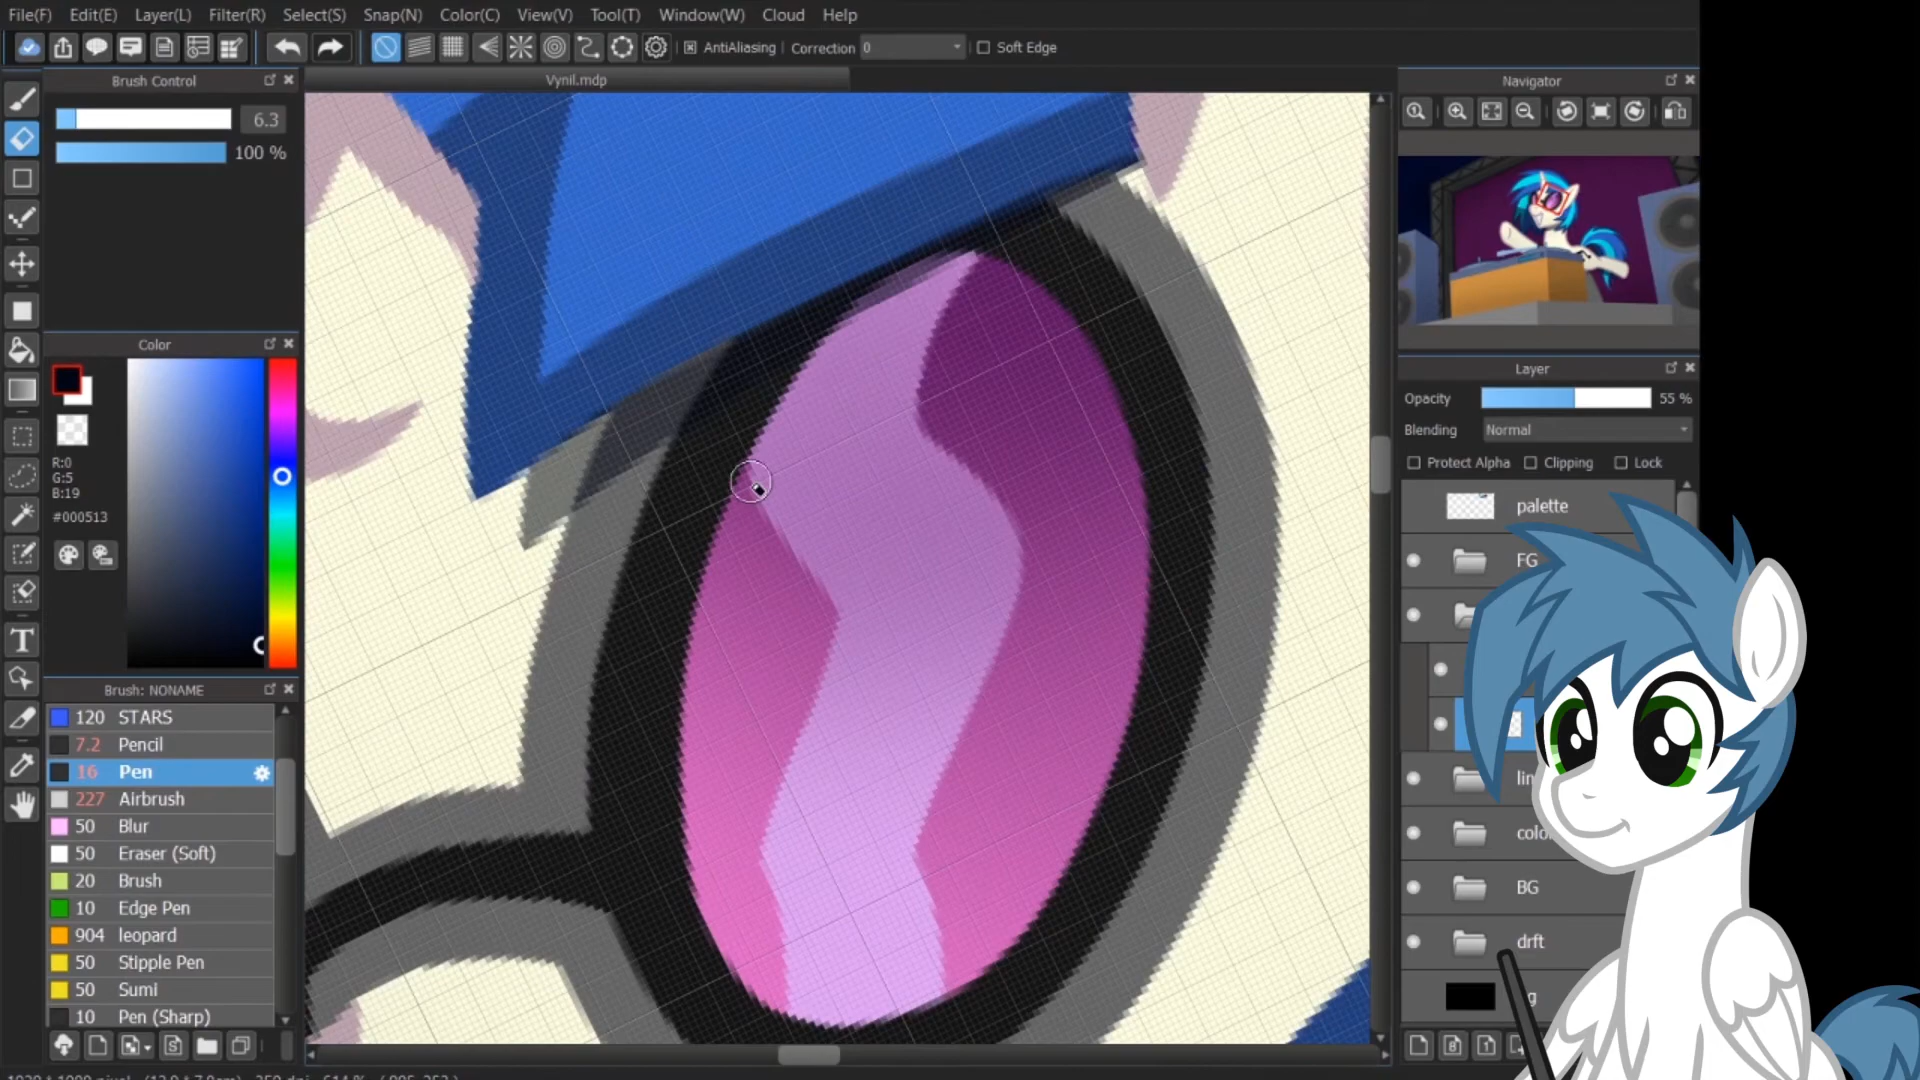 File(F) Edit(E) Layer(L) Filter(R) Select(S) Snap(N) Color(C) View(V) Tool(T) Window(W) Cloud Help
AntiAliasing Correction 0 Soft Edge
Brush Control
6.3
100 %
Vynil.mdp
Navigator
Color
R:0
G:5
B:19
#000513
Layer
Opacity 55 %
Blending Normal
Protect Alpha Clipping Lock
palette
FG
BG
drft
Brush: NONAME
120 STARS
7.2 Pencil
16 Pen
227 Airbrush
50 Blur
50 Eraser (Soft)
20 Brush
10 Edge Pen
904 leopard
50 Stipple Pen
50 Sumi
10 Pen (Sharp)
T